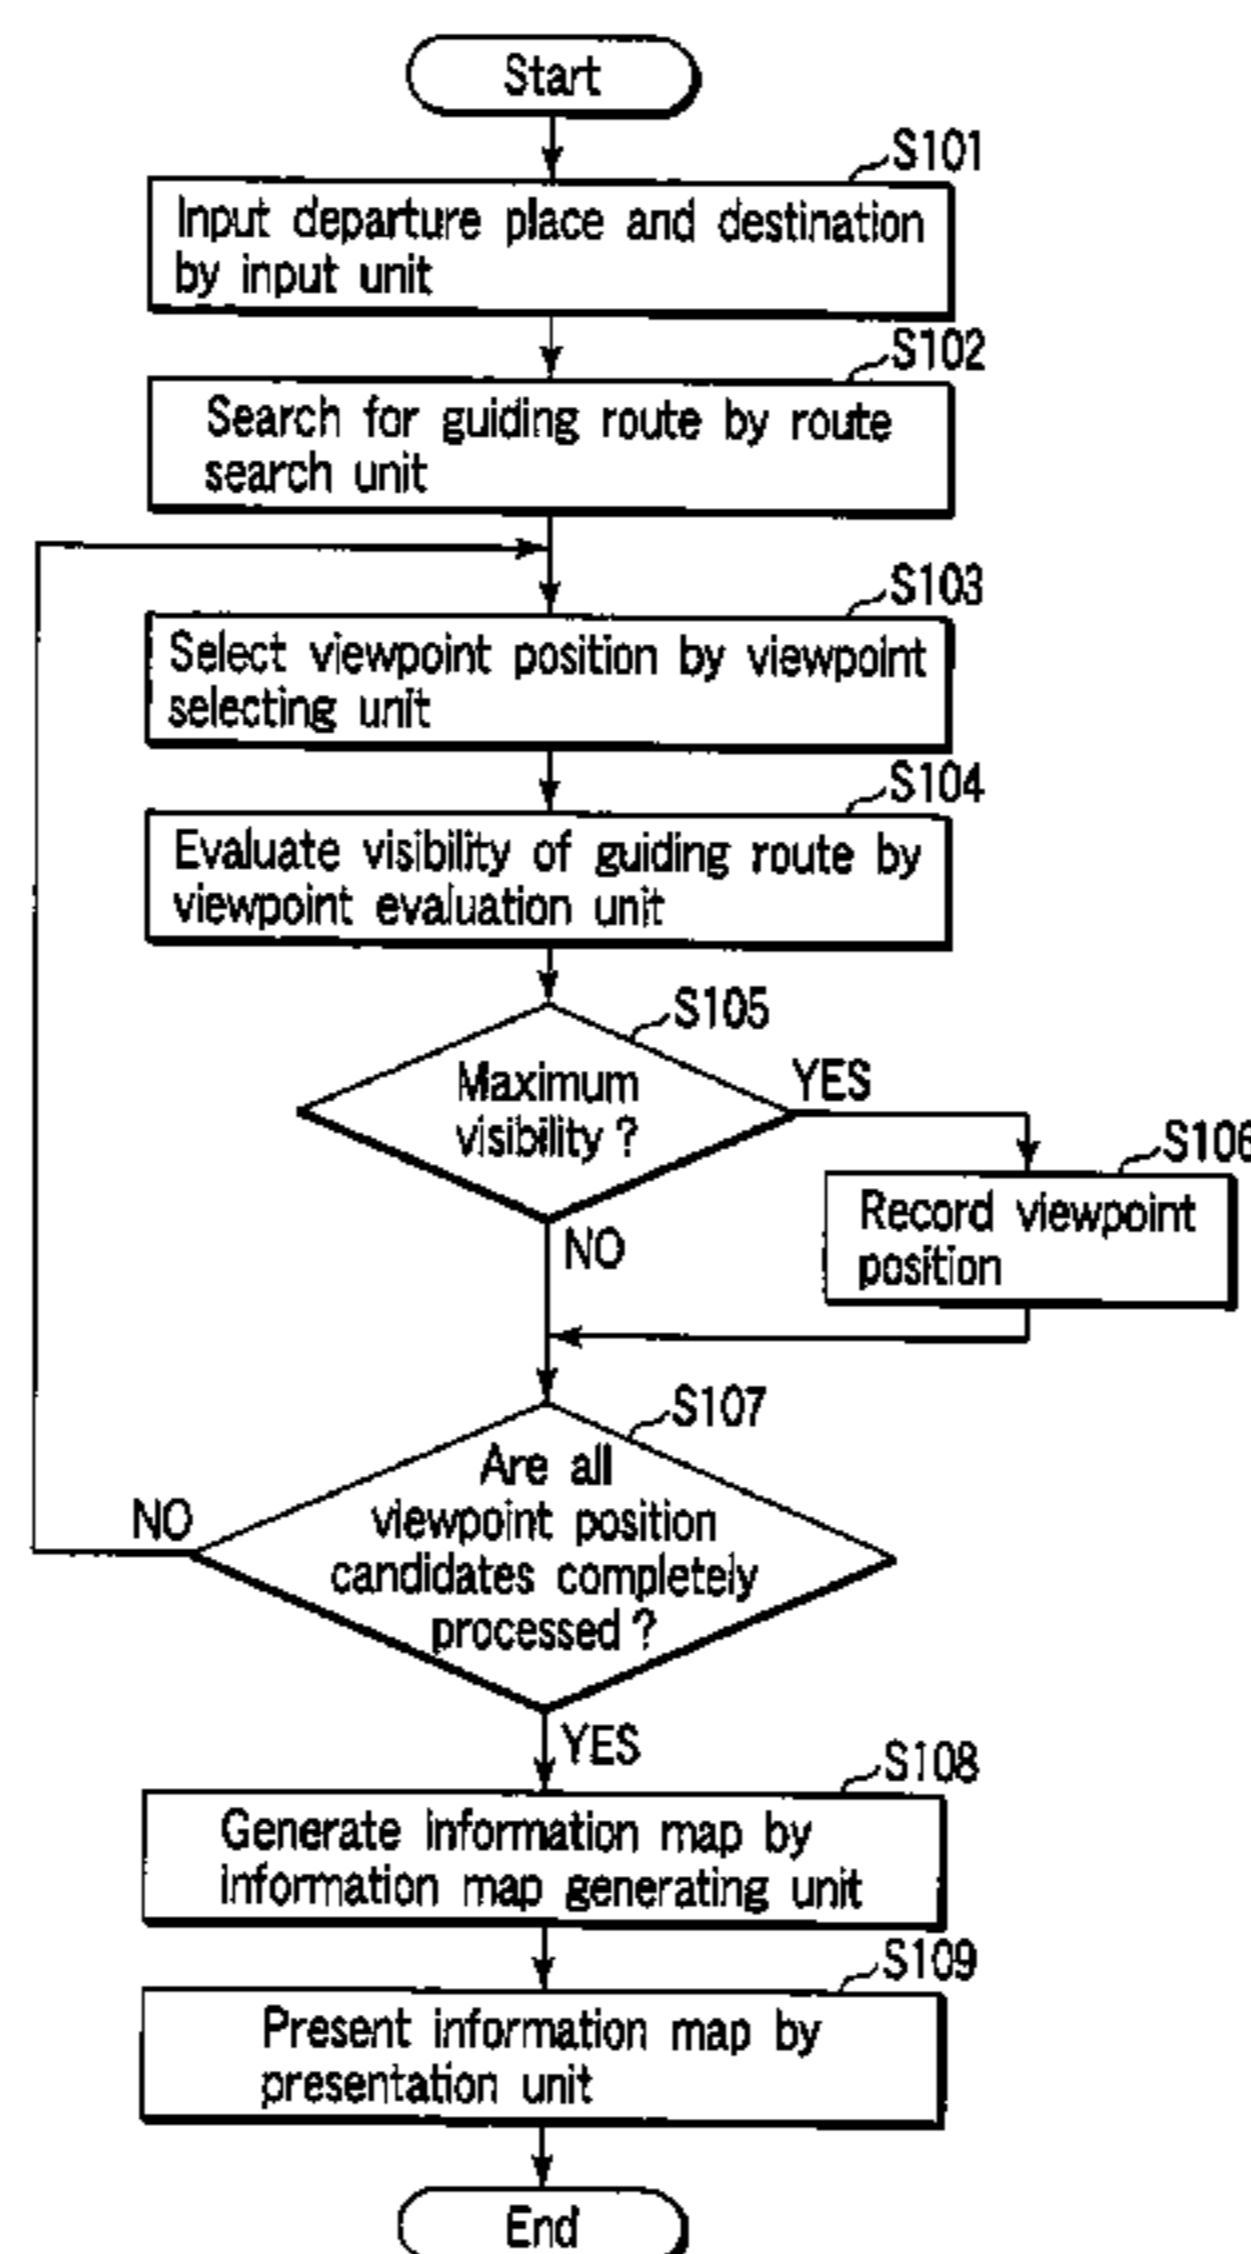 Start
S101
Input departure place and destination
by input unit
S102
Search for guiding route by route
search unit
S103
Select viewpoint position by viewpoint
selecting unit
S104
Evaluate visibility of guiding route by
viewpoint evaluation unit
S105
Maximum
visibility ?
YES
S106
Record viewpoint
position
NO
S107
Are all
viewpoint position
candidates completely
processed ?
NO
YES
S108
Generate information map by
information map generating unit
S109
Present information map by
presentation unit
End